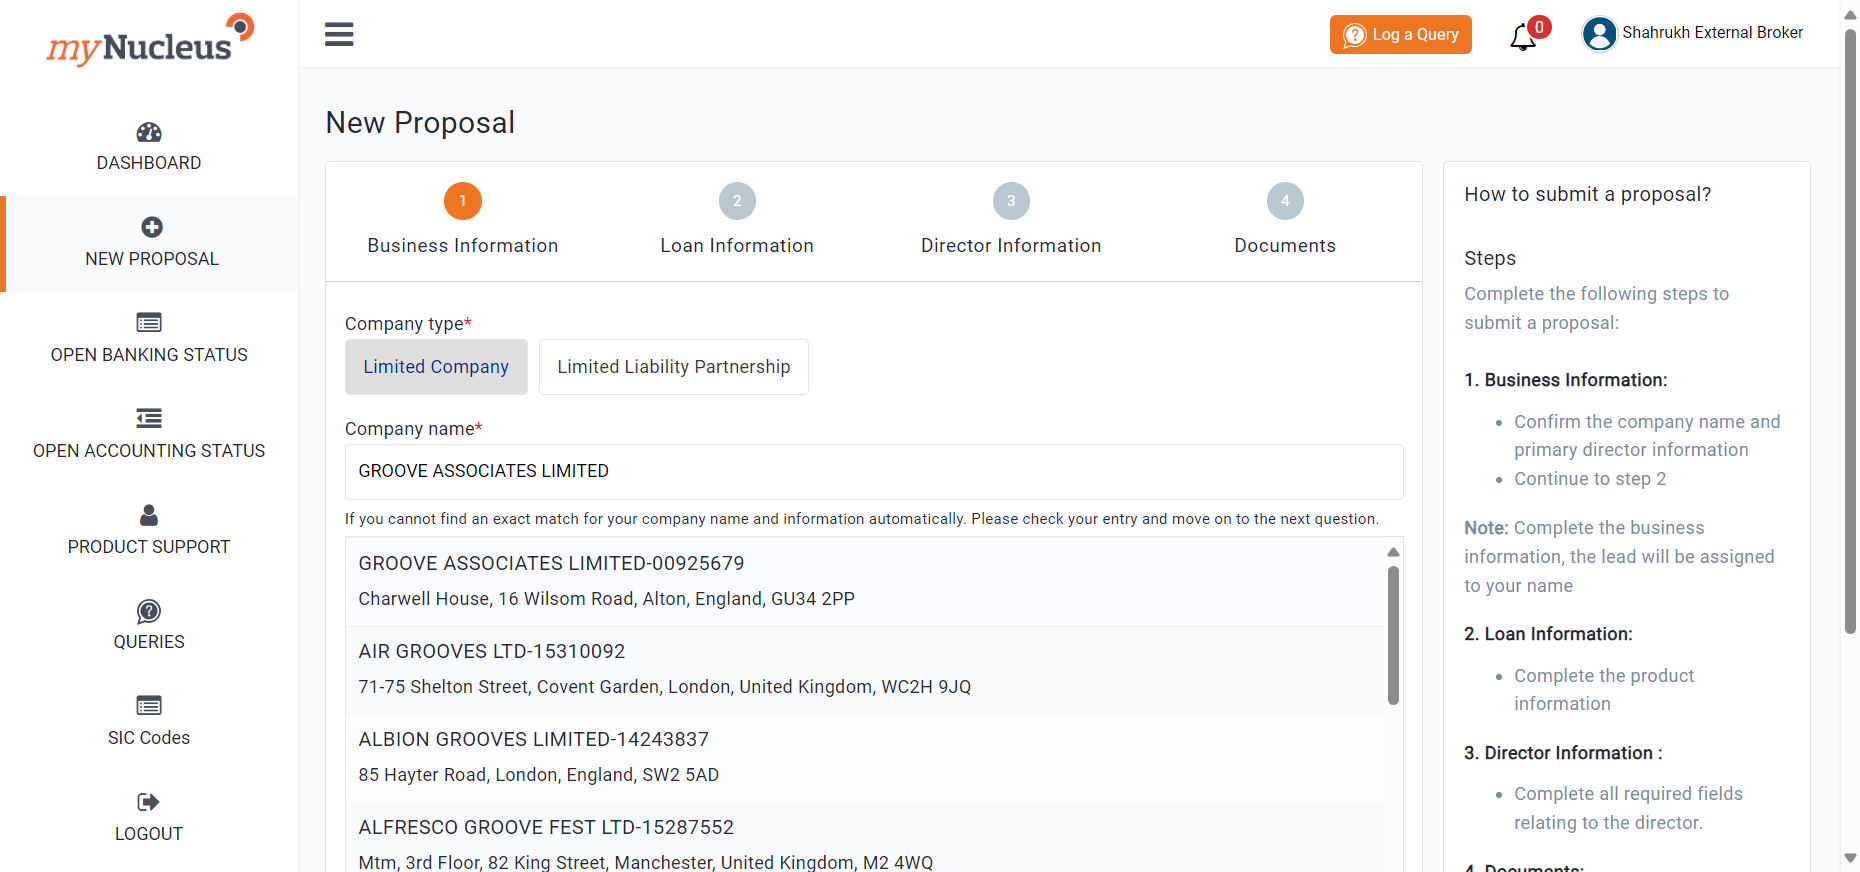 myNucleus
Log a Query
0
Shahrukh External Broker
DASHBOARD
NEW PROPOSAL
OPEN BANKING STATUS
OPEN ACCOUNTING STATUS
PRODUCT SUPPORT
QUERIES
SIC Codes
LOGOUT
New Proposal
1
2
3
4
Business Information
Loan Information
Director Information
Documents
Company type*
Limited Company
Limited Liability Partnership
Company name*
GROOVE ASSOCIATES LIMITED
If you cannot find an exact match for your company name and information automatically. Please check your entry and move on to the next question.
GROOVE ASSOCIATES LIMITED-00925679
Charwell House, 16 Wilsom Road, Alton, England, GU34 2PP
AIR GROOVES LTD-15310092
71-75 Shelton Street, Covent Garden, London, United Kingdom, WC2H 9JQ
ALBION GROOVES LIMITED-14243837
85 Hayter Road, London, England, SW2 5AD
ALFRESCO GROOVE FEST LTD-15287552
Mtm, 3rd Floor, 82 King Street, Manchester, United Kingdom, M2 4WQ
How to submit a proposal?
Steps
Complete the following steps to
submit a proposal:
1. Business Information:
• Confirm the company name and
primary director information
• Continue to step 2
Note: Complete the business
information, the lead will be assigned
to your name
2. Loan Information:
• Complete the product
information
3. Director Information :
• Complete all required fields
relating to the director.
4. Documents: